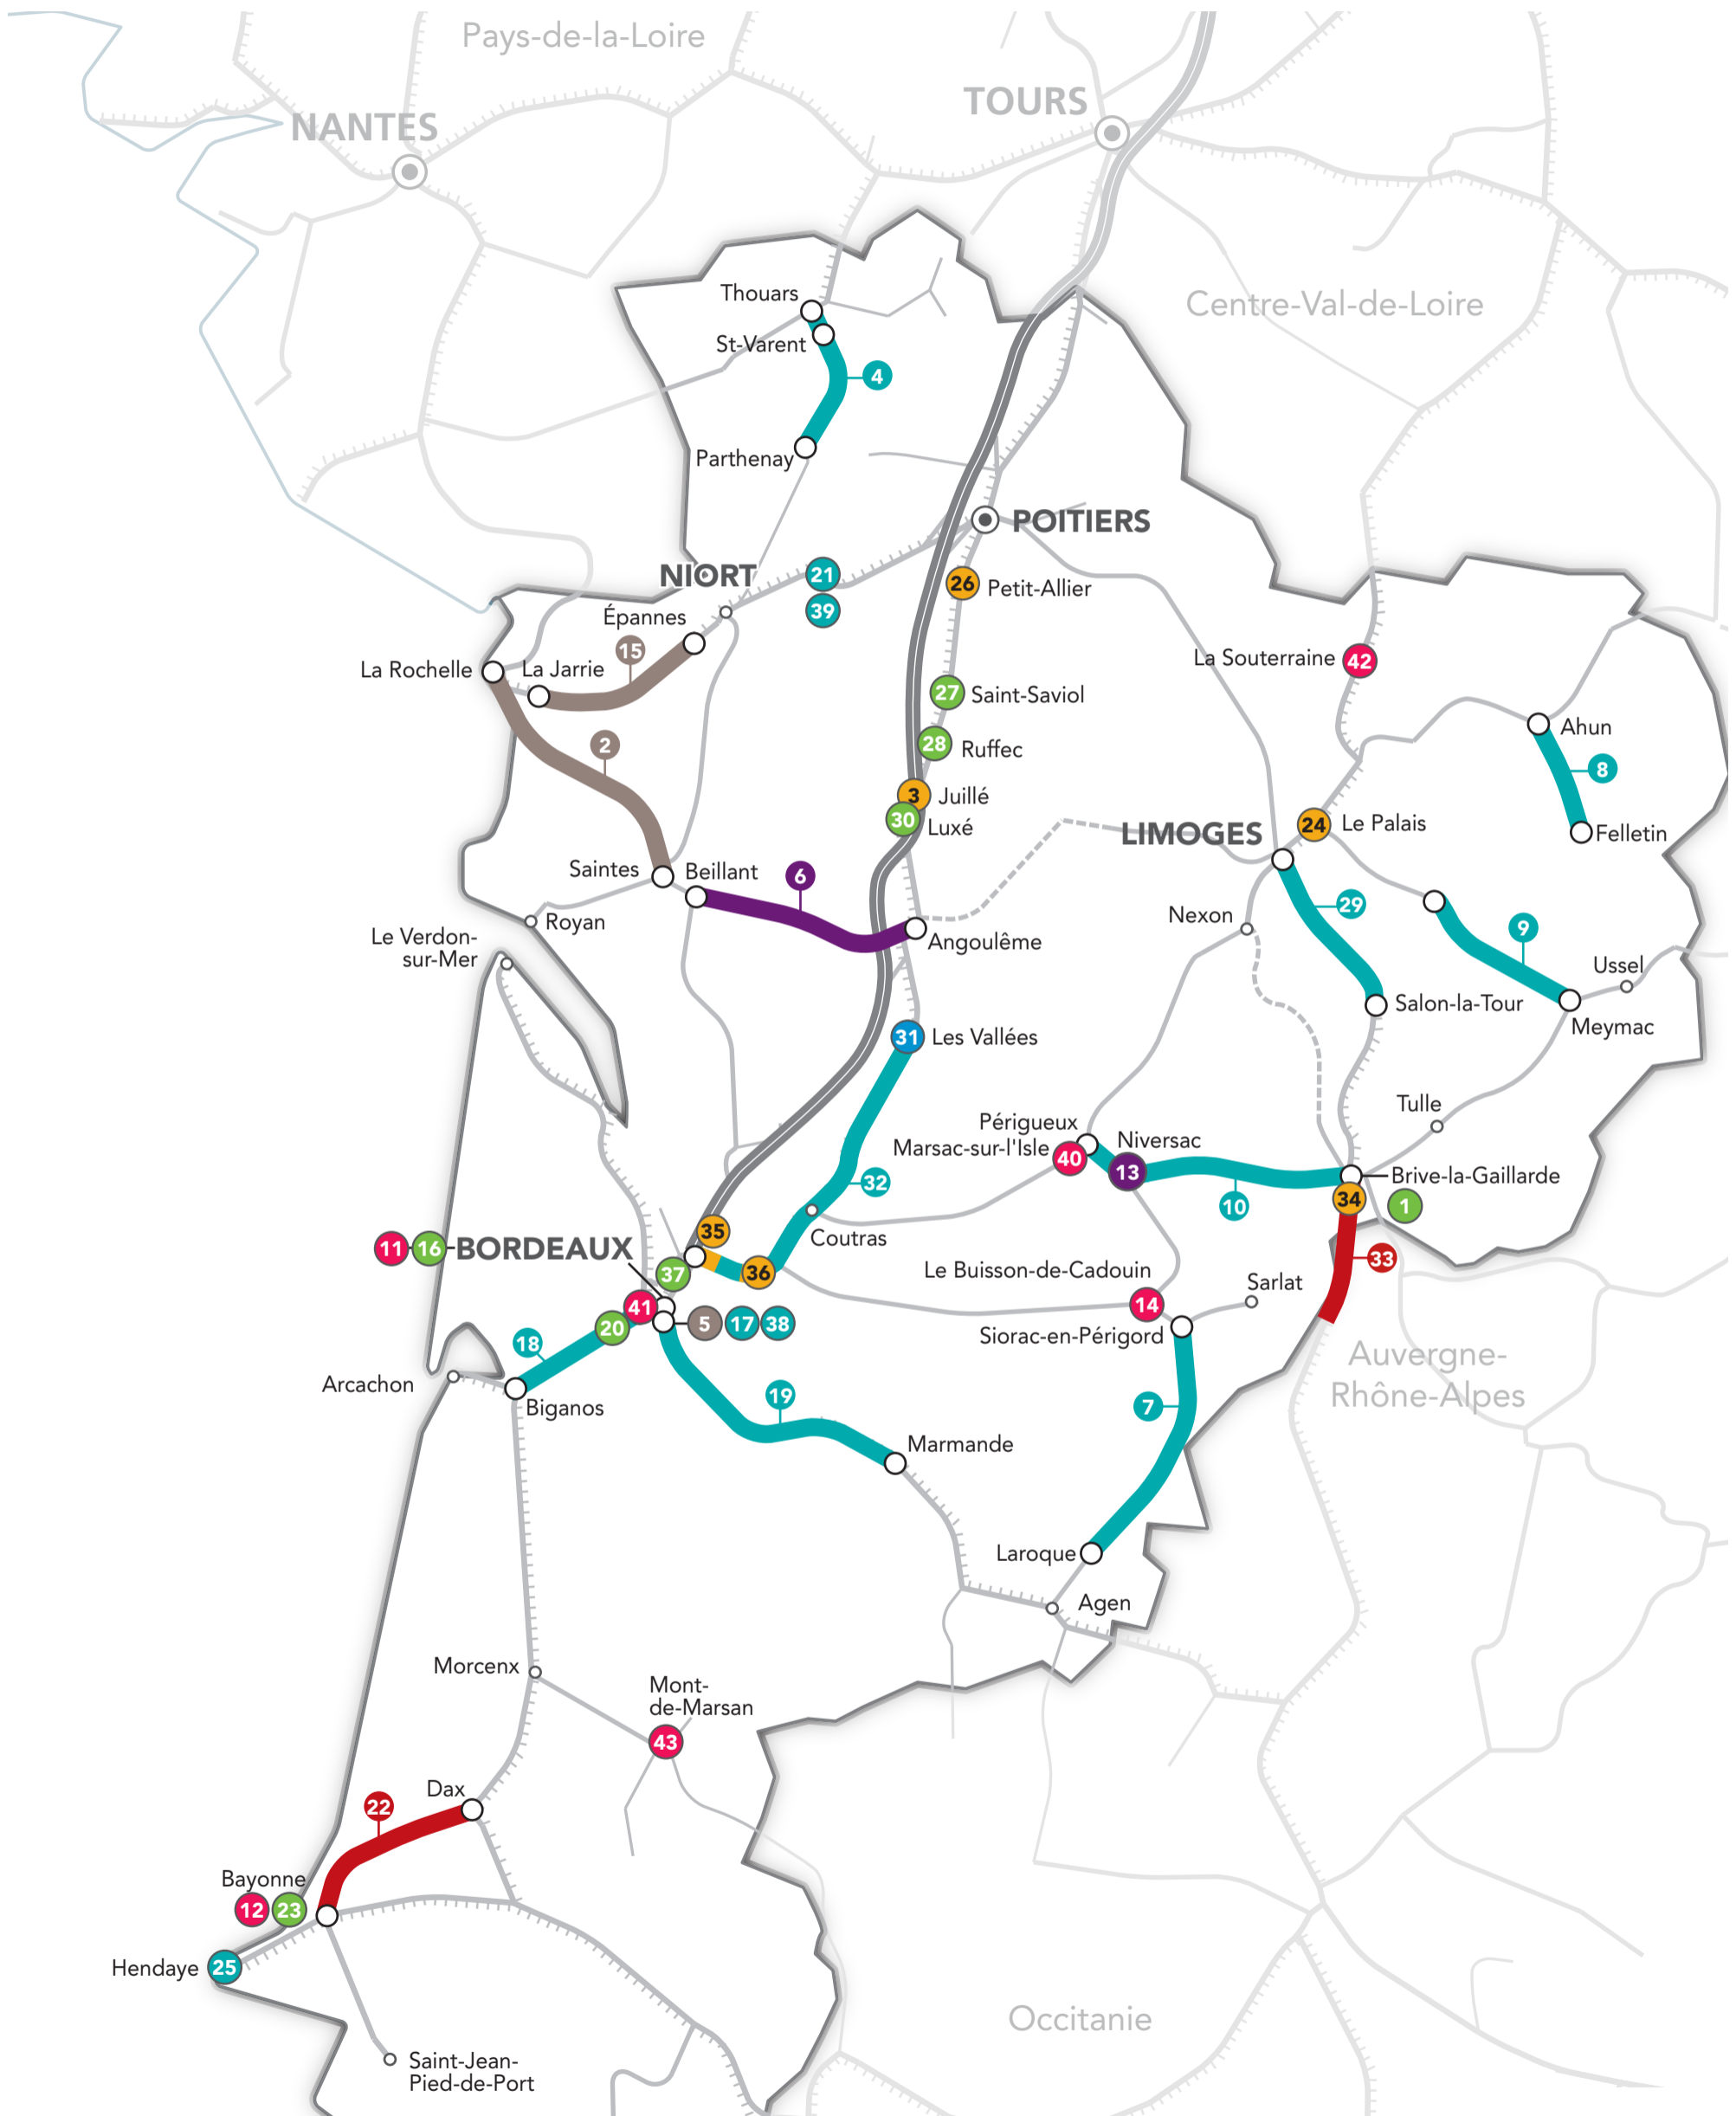 Pays-de-la-Loire
TOURS
NANTES
Centre-Val-de-Loire
Thouars
St-Varent
4
Parthenay
POITIERS
NIORT
21
26
Petit-Allier
39
Épannes
15
La Rochelle
La Jarrie
La Souterraine
42
27
Saint-Saviol
2
28
Ruffec
Ahun
8
3
Juillé
30
Luxé
LIMOGES
24
Le Palais
Felletin
Saintes
Beillant
6
29
Nexon
9
Royan
Le Verdon-
sur-Mer
Angoulême
Ussel
Salon-la-Tour
Meymac
31
Les Vallées
Tulle
Périgueux
Marsac-sur-l'Isle
40
Niversac
13
32
10
Brive-la-Gaillarde
34
1
35
Coutras
11
16
BORDEAUX
33
37
36
Le Buisson-de-Cadouin
Sarlat
41
14
20
5
17
38
18
Siorac-en-Périgord
Auvergne-
Rhône-Alpes
Arcachon
Biganos
19
7
Marmande
Laroque
Agen
Morcenx
Mont-
de-Marsan
43
Dax
22
Bayonne
12
23
Hendaye
25
Occitanie
Saint-Jean-
Pied-de-Port